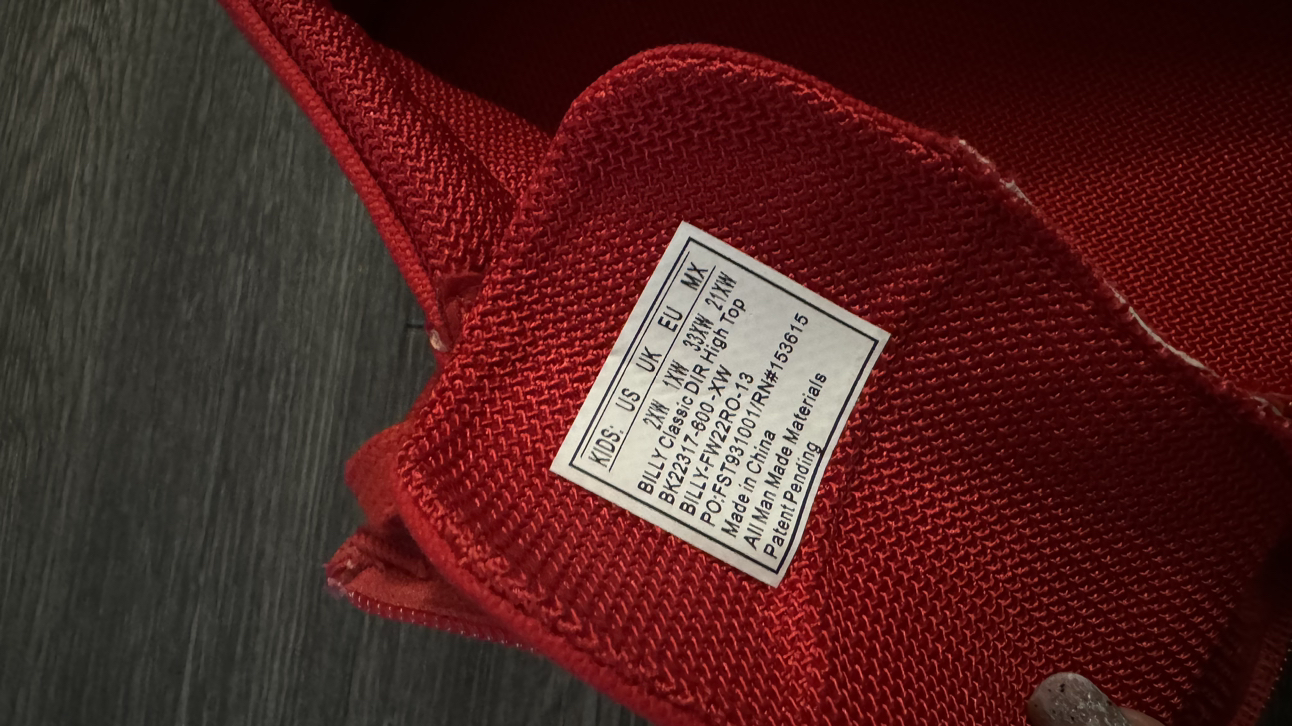 KIDS: US UK EU MX
2XW 1XW 33XW 21XW
BILLY Classic DIR High Top
BK22317-600-XW
BILLY-FW22RO-13
PO:FST931001/RN#153615
Made in China
All Man Made Materials
Patent Pending